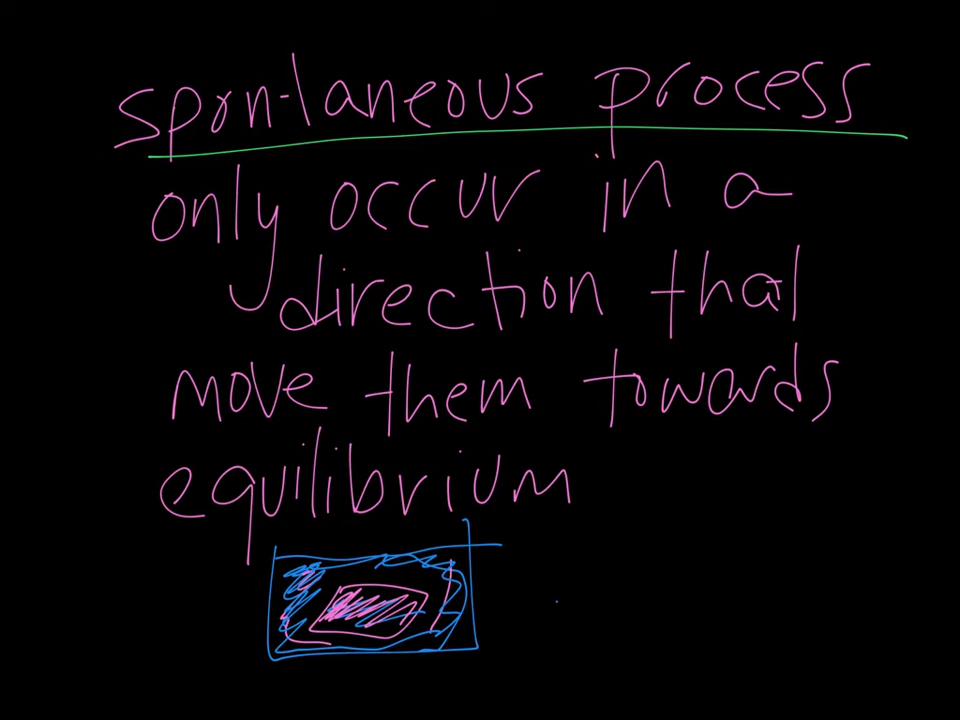 spontaneous process
only occur in a
direction that
move them towards
equilibrium